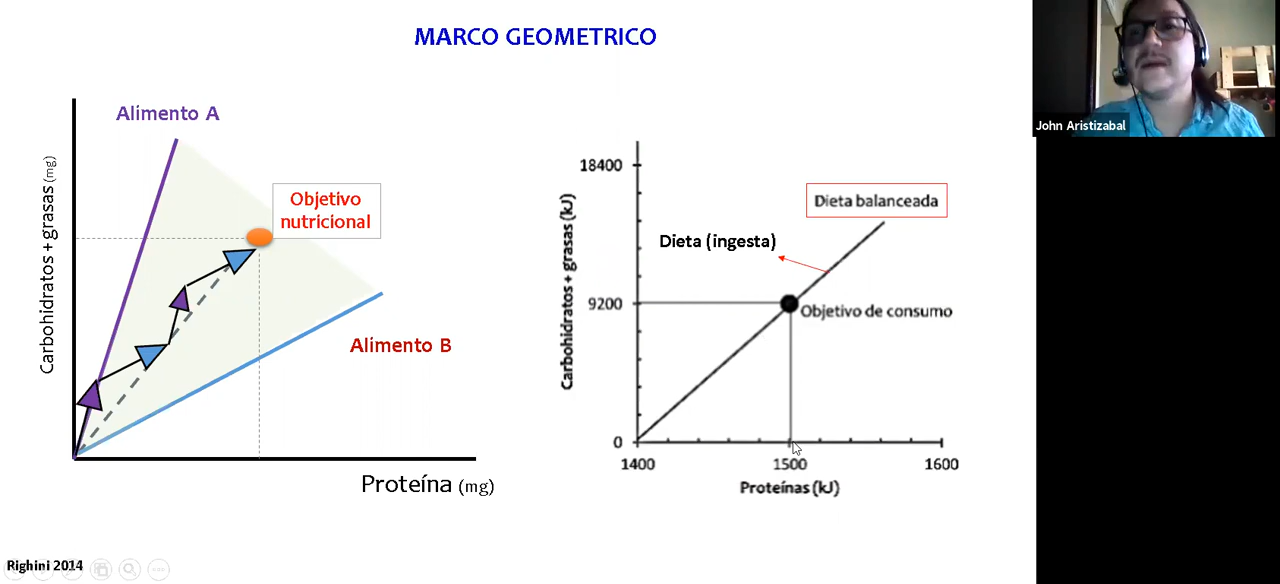 MARCO GEOMETRICO
John Aristizabal
Alimento A
Carbohidratos + grasas (mg)
Objetivo
nutricional
Alimento B
Proteína (mg)
Carbohidratos + grasas (kJ)
18400
9200
0
Dieta balanceada
Dieta (ingesta)
Objetivo de consumo
1400
1500
1600
Proteínas (kJ)
Righini 2014